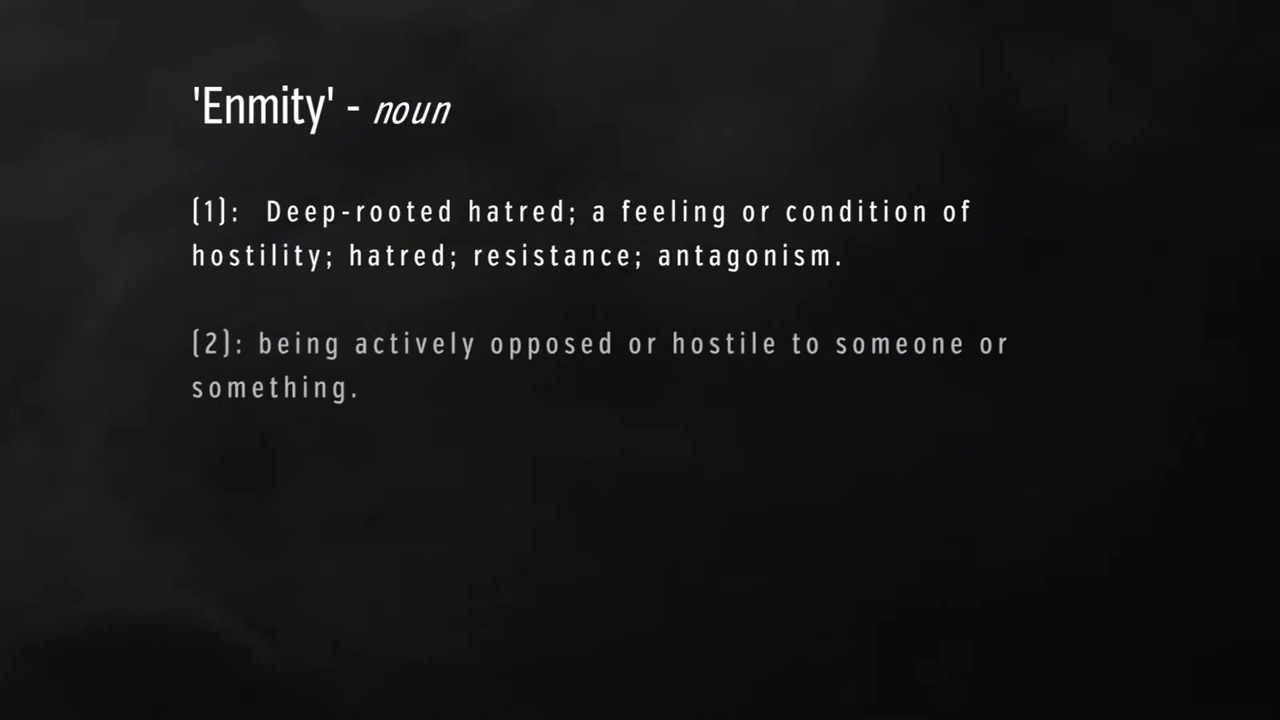 'Enmity' - noun
(1): Deep-rooted hatred; a feeling or condition of
hostility; hatred; resistance; antagonism.
(2): being actively opposed or hostile to someone or
something.